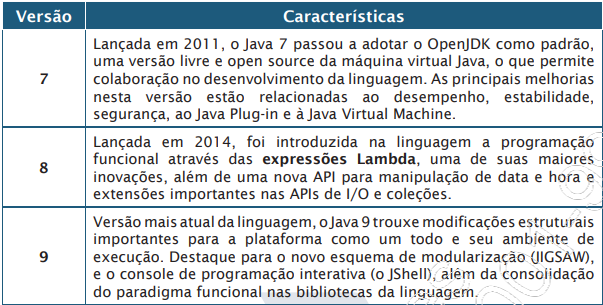 Versão Características
7 Lançada em 2011, o Java 7 passou a adotar o OpenJDK como padrão,
uma versão livre e open source da máquina virtual Java, o que permite
colaboração no desenvolvimento da linguagem. As principais melhorias
nesta versão estão relacionadas ao desempenho, estabilidade,
segurança, ao Java Plug-in e à Java Virtual Machine.
8 Lançada em 2014, foi introduzida na linguagem a programação
funcional através das expressões Lambda, uma de suas maiores
inovações, além de uma nova API para manipulação de data e hora e
extensões importantes nas APIs de I/O e coleções.
9 Versão mais atual da linguagem, o Java 9 trouxe modificações estruturais
importantes para a plataforma como um todo e seu ambiente de
execução. Destaque para o novo esquema de modularização (JIGSAW),
e o console de programação interativa (o JShell), além da consolidação
do paradigma funcional nas bibliotecas da linguagem.